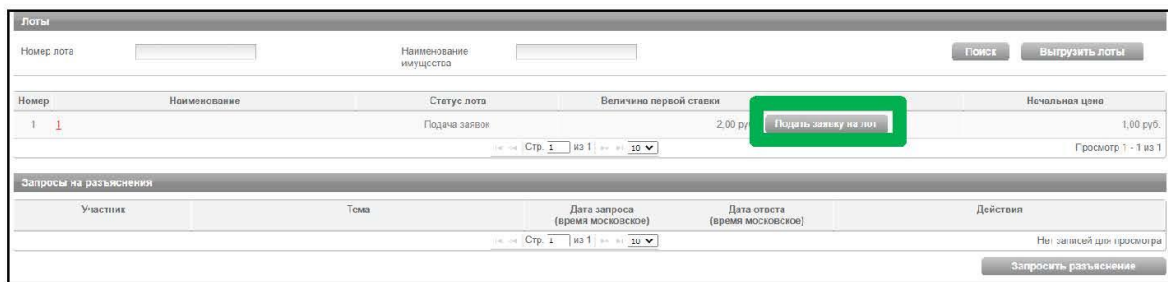 Лоты
Номер лота Наименование имущества Поиск Выгрузить лоты
Номер Наименование Статус лота Величина первой ставки Начальная цена
1 1 Подача заявок 2,00 ру Подать заявку на лот 1,00 руб.
Стр. 1 из 1 10 Просмотр 1 - 1 из 1
Запросы на разъяснения
Участник Тема Дата запроса (время московское) Дата ответа (время московское) Действия
Стр. 1 из 1 10 Нет записей для просмотра
Запросить разъяснение